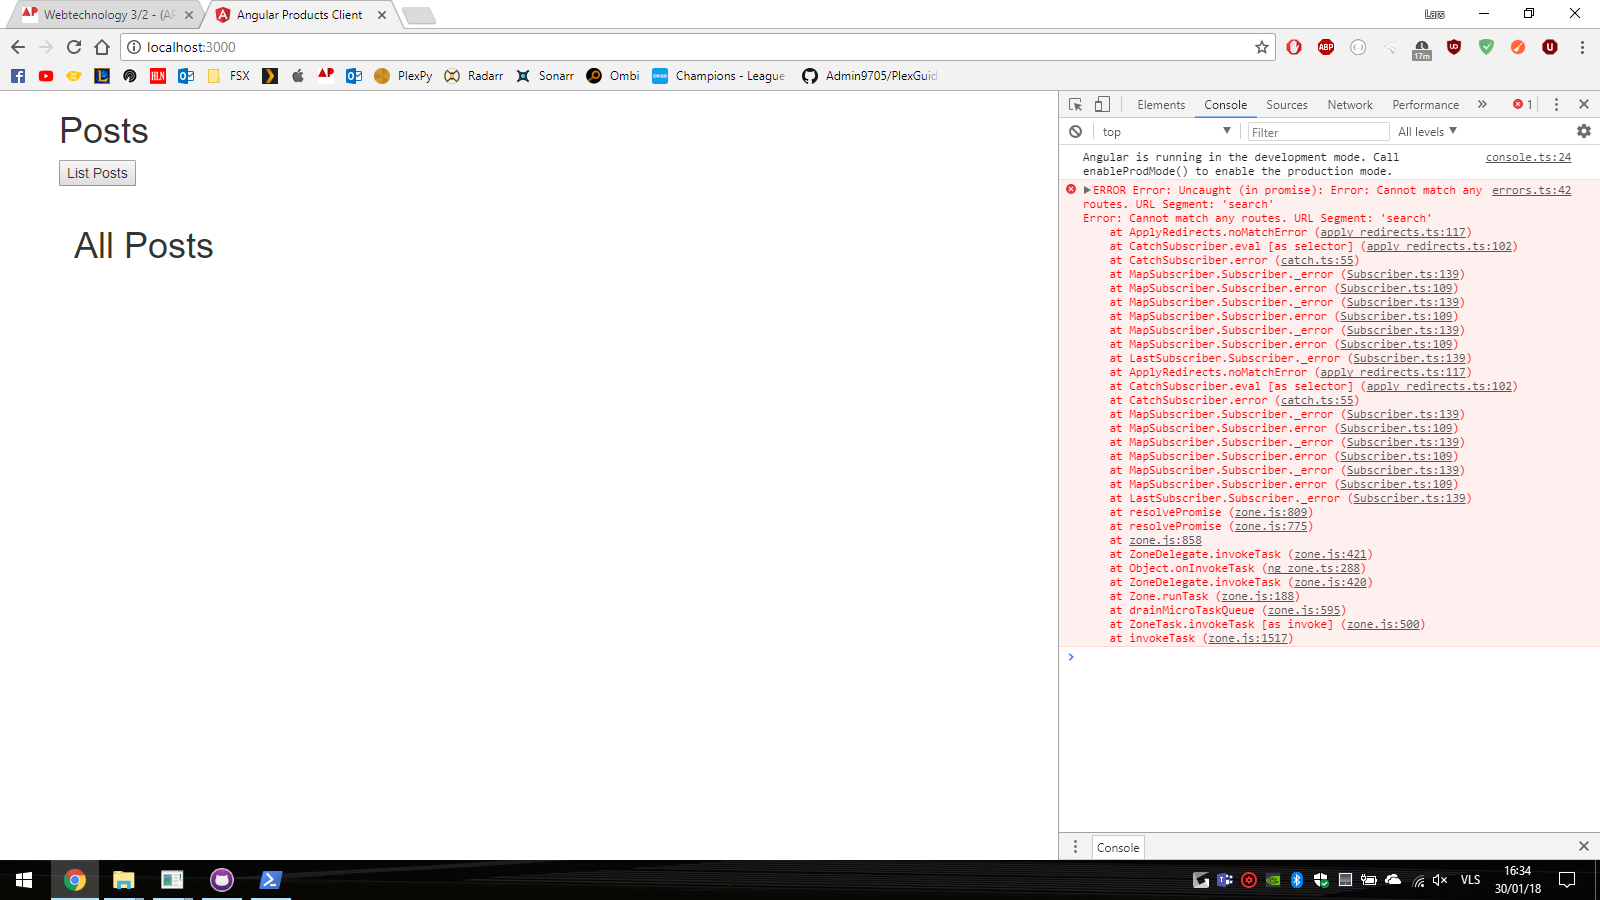 Webtechnology 3/2 - (AP
Angular Products Client
Lars
localhost:3000
ABP
17m
FSX
HLN
AP
PlexPy
Radarr
Sonarr
Ombi
Champions - League
Admin9705/PlexGuid
Posts
List Posts
All Posts
Elements
Console
Sources
Network
Performance
1
top
Filter
All levels
Angular is running in the development mode. Call console.ts:24
enableProdMode() to enable the production mode.
ERROR Error: Uncaught (in promise): Error: Cannot match any errors.ts:42
routes. URL Segment: 'search'
Error: Cannot match any routes. URL Segment: 'search'
at ApplyRedirects.noMatchError (apply_redirects.ts:117)
at CatchSubscriber.eval [as selector] (apply_redirects.ts:102)
at CatchSubscriber.error (catch.ts:55)
at MapSubscriber.Subscriber._error (Subscriber.ts:139)
at MapSubscriber.Subscriber.error (Subscriber.ts:109)
at MapSubscriber.Subscriber._error (Subscriber.ts:139)
at MapSubscriber.Subscriber.error (Subscriber.ts:109)
at MapSubscriber.Subscriber._error (Subscriber.ts:139)
at MapSubscriber.Subscriber.error (Subscriber.ts:109)
at LastSubscriber.Subscriber._error (Subscriber.ts:139)
at ApplyRedirects.noMatchError (apply_redirects.ts:117)
at CatchSubscriber.eval [as selector] (apply_redirects.ts:102)
at CatchSubscriber.error (catch.ts:55)
at MapSubscriber.Subscriber._error (Subscriber.ts:139)
at MapSubscriber.Subscriber.error (Subscriber.ts:109)
at MapSubscriber.Subscriber._error (Subscriber.ts:139)
at MapSubscriber.Subscriber.error (Subscriber.ts:109)
at MapSubscriber.Subscriber._error (Subscriber.ts:139)
at MapSubscriber.Subscriber.error (Subscriber.ts:109)
at LastSubscriber.Subscriber._error (Subscriber.ts:139)
at resolvePromise (zone.js:809)
at resolvePromise (zone.js:775)
at zone.js:858
at ZoneDelegate.invokeTask (zone.js:421)
at Object.onInvokeTask (ng_zone.ts:288)
at ZoneDelegate.invokeTask (zone.js:420)
at Zone.runTask (zone.js:188)
at drainMicroTaskQueue (zone.js:595)
at ZoneTask.invokeTask [as invoke] (zone.js:500)
at invokeTask (zone.js:1517)
Console
VLS
16:34
30/01/18